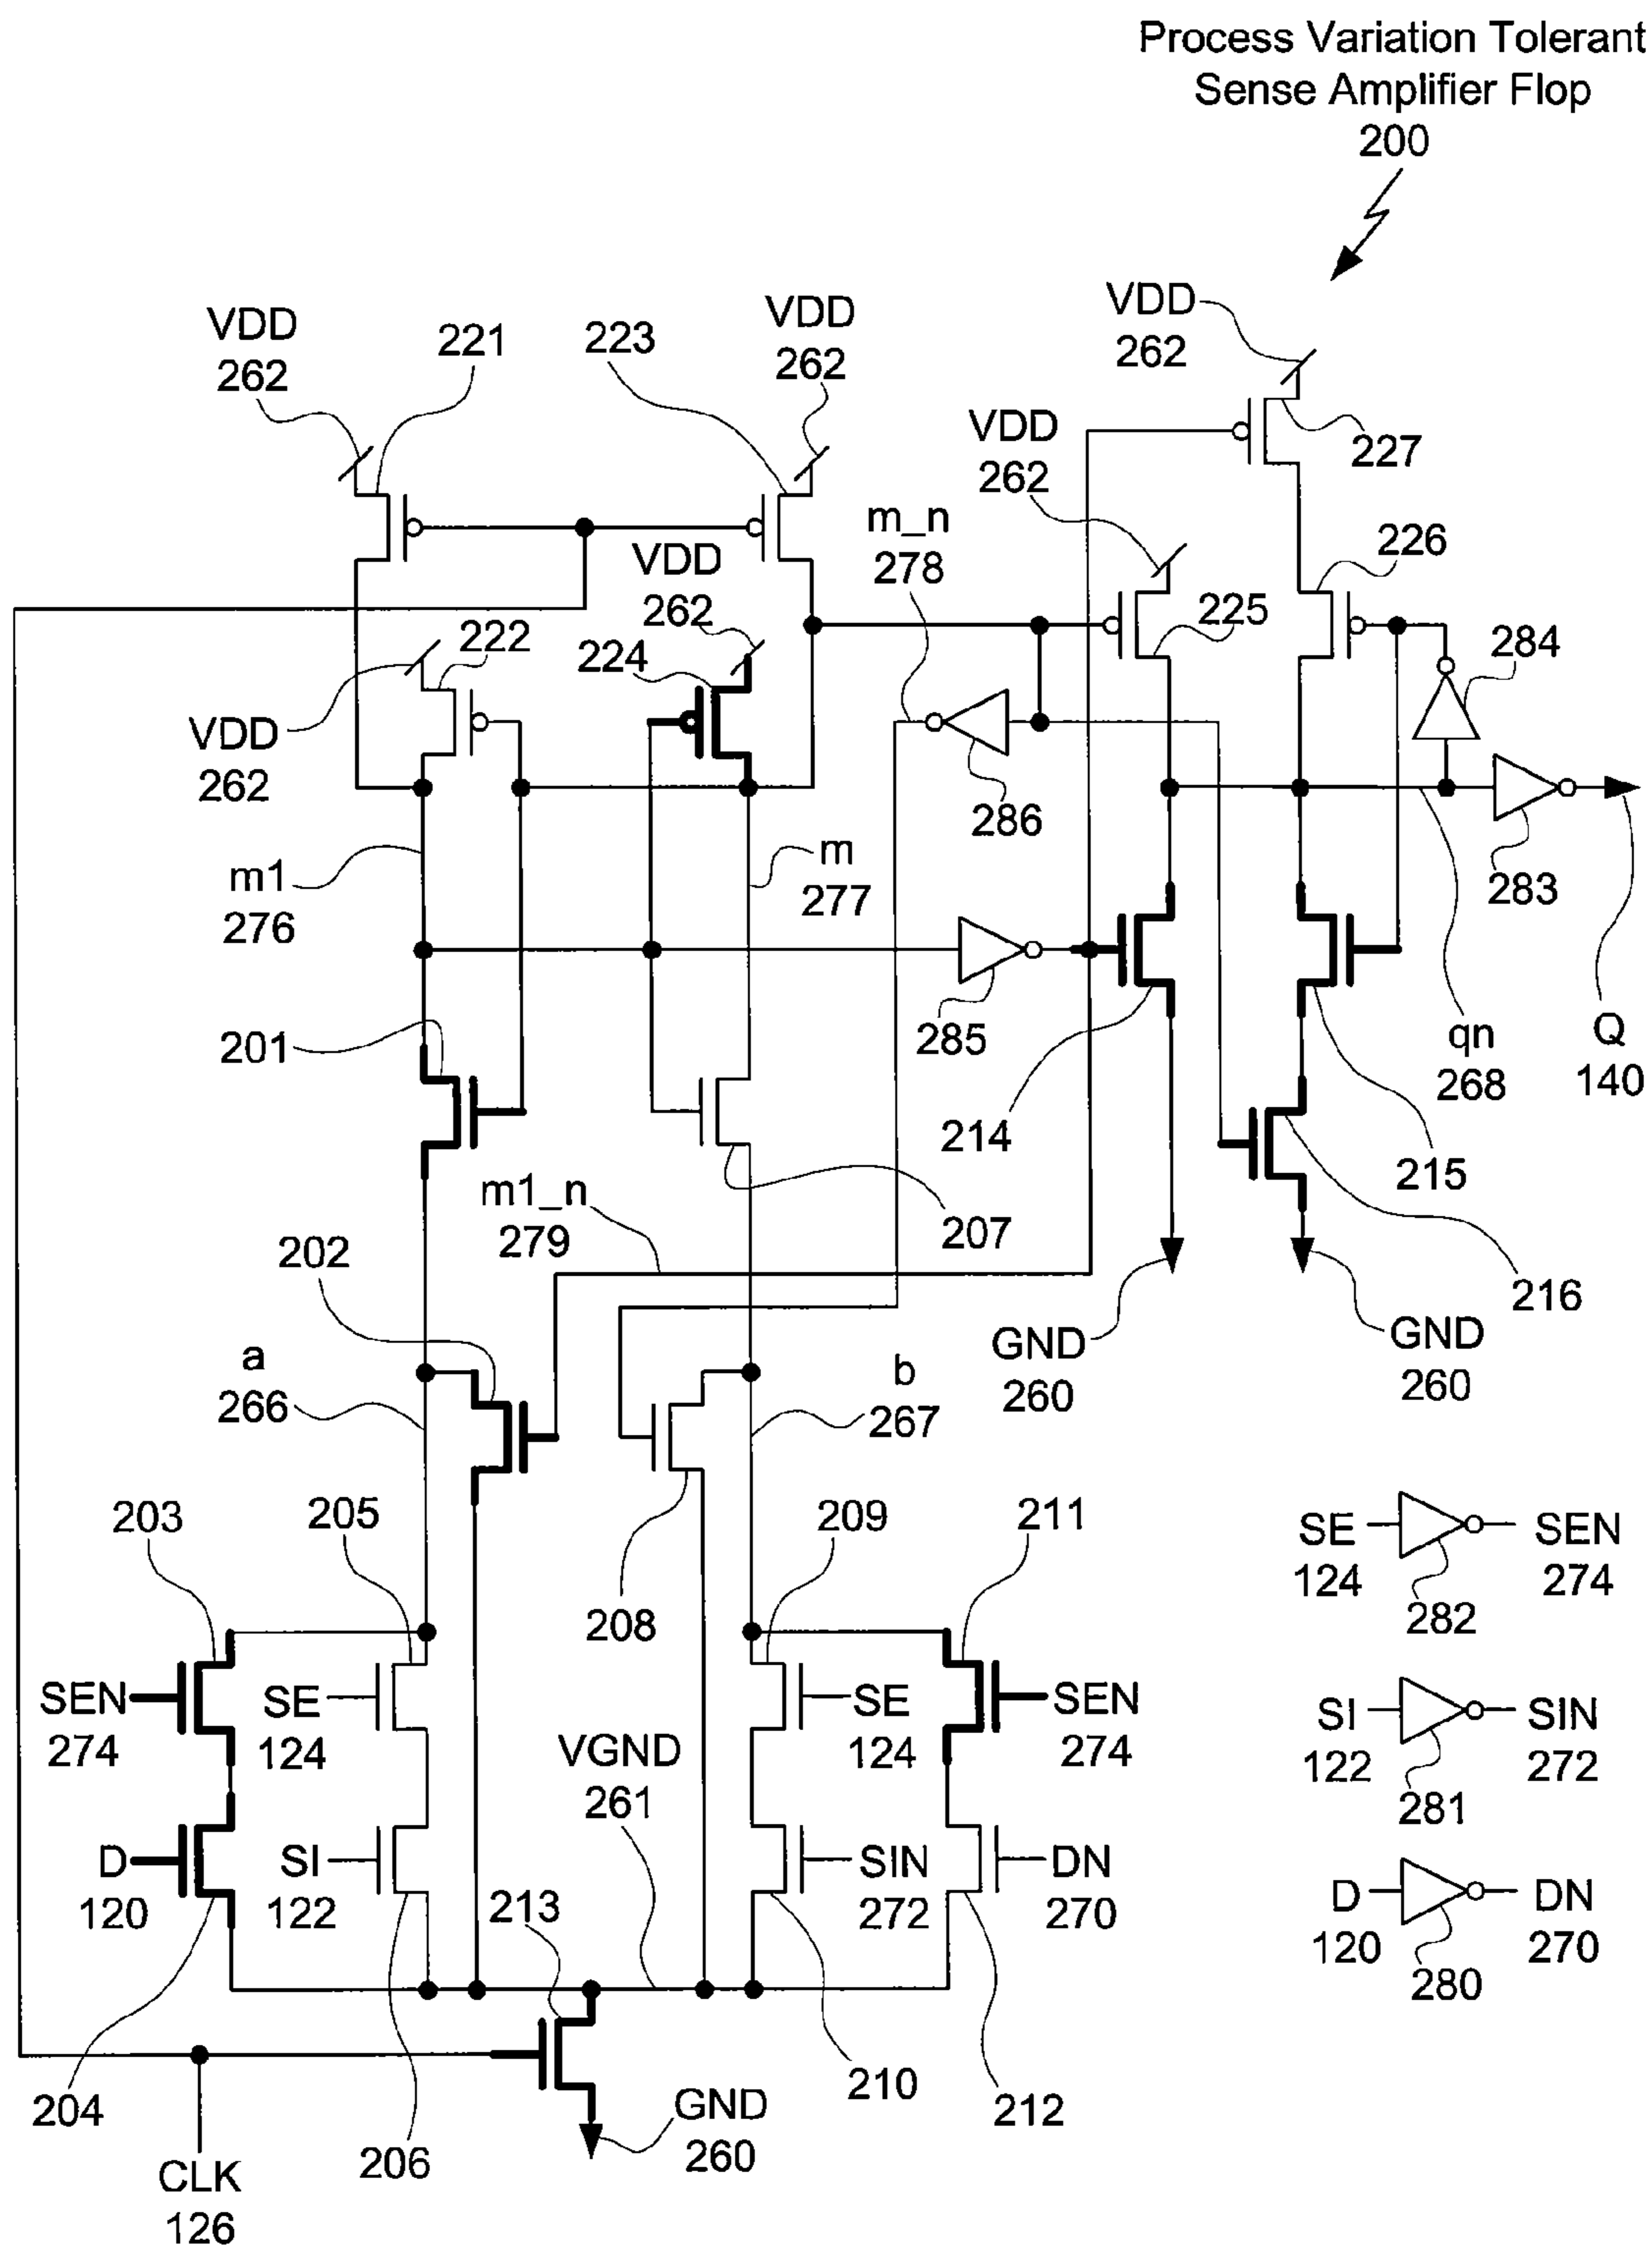 Process Variation Tolerant
Sense Amplifier Flop
200
VDD
262
221
223
VDD
262
VDD
262
227
VDD
262
m_n
278
VDD
262
226
225
284
222
224
VDD
262
286
283
m1
276
m
277
285
201
qn
268
Q
140
214
215
m1_n
279
207
202
216
GND
260
GND
260
a
266
b
267
203
205
209
211
SE
124
SEN
274
282
208
SEN
274
SE
124
SE
124
SEN
274
SI
122
SIN
272
281
VGND
261
D
120
SI
122
213
SIN
272
DN
270
D
120
DN
270
280
204
206
210
212
GND
260
CLK
126